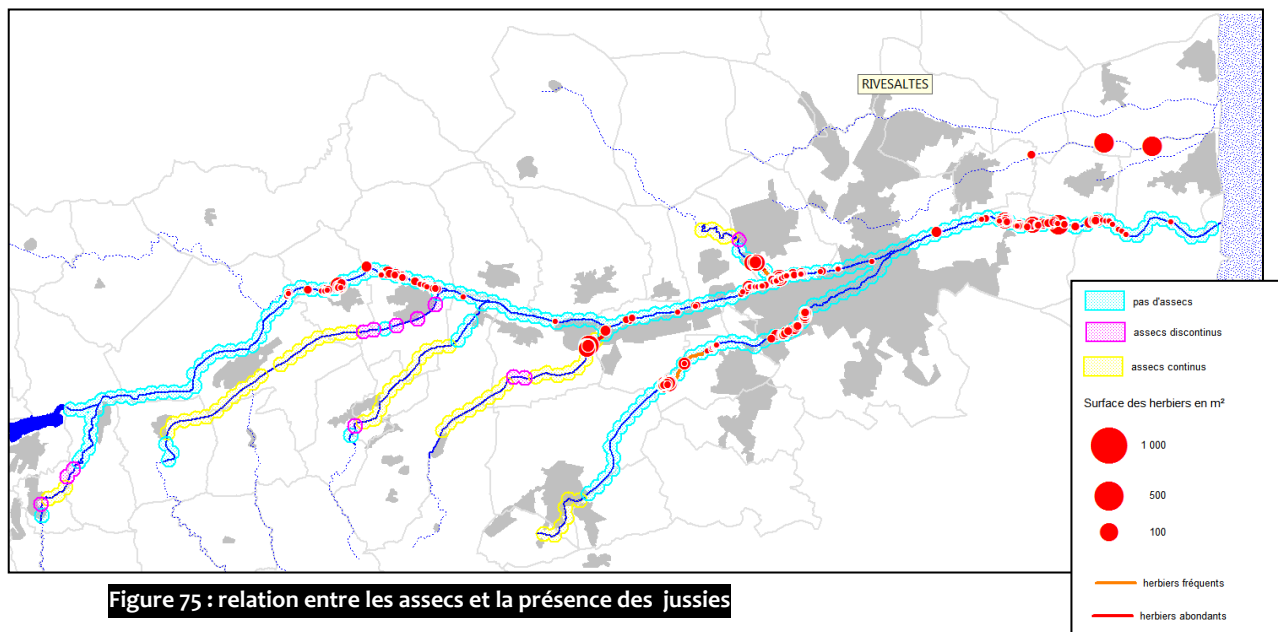 RIVESALTES
pas d'assecs
assecs discontinus
assecs continus
Surface des herbiers en m²
1 000
500
100
herbiers fréquents
herbiers abondants
Figure 75 : relation entre les assecs et la présence des jussies